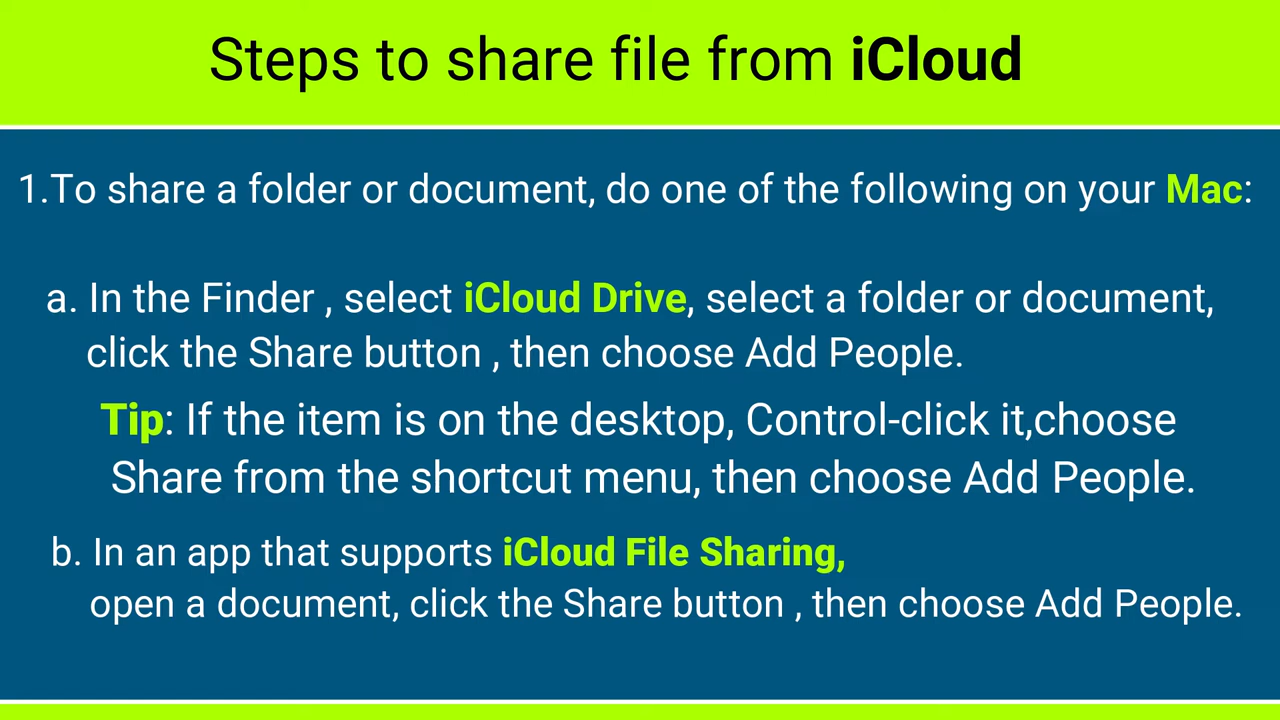 Steps to share file from iCloud
1.To share a folder or document, do one of the following on your Mac:
a. In the Finder , select iCloud Drive, select a folder or document,
click the Share button , then choose Add People.
Tip: If the item is on the desktop, Control-click it,choose
Share from the shortcut menu, then choose Add People.
b. In an app that supports iCloud File Sharing,
open a document, click the Share button , then choose Add People.